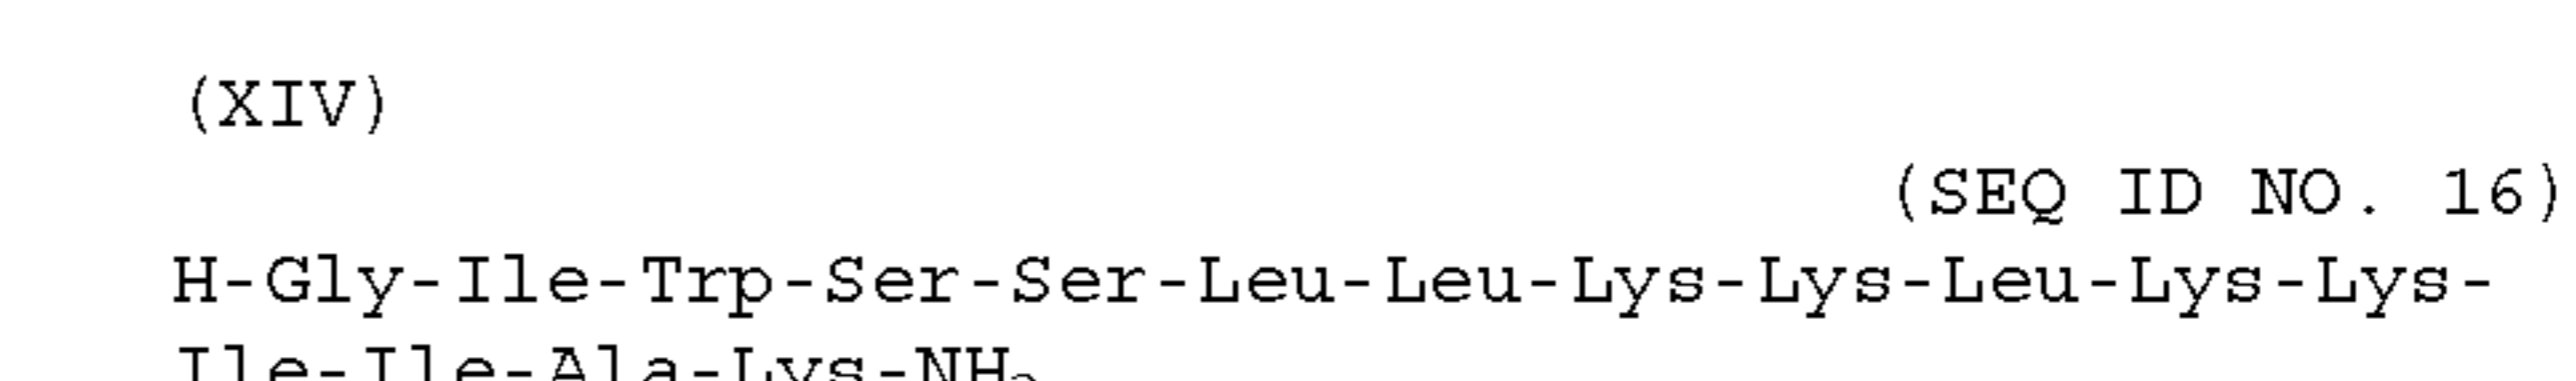 (XIV)
(SEQ ID NO. 16)
H-Gly-Ile-Trp-Ser-Ser-Leu-Leu-Lys-Lys-Leu-Lys-Lys-
Ile-Ile-Ala-Lys-NH₂